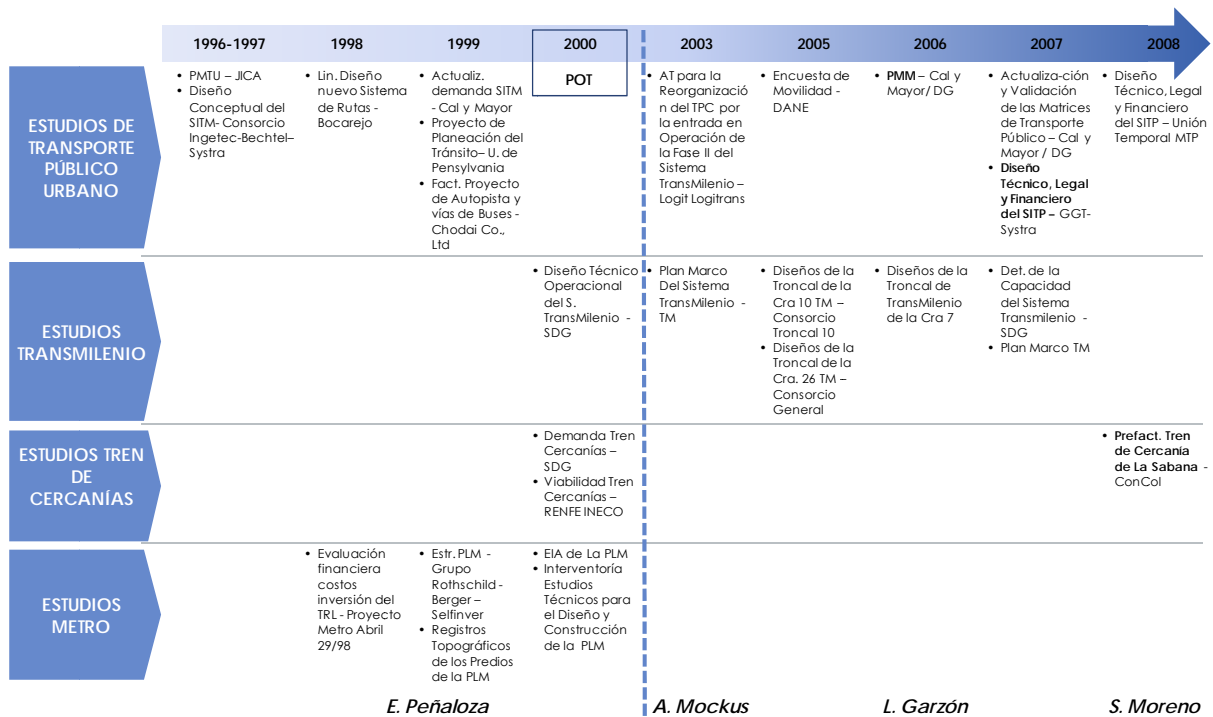 1996-1997
1998
1999
2000
2003
2005
2006
2007
2008
POT
ESTUDIOS DE
TRANSPORTE
PÚBLICO
URBANO
• PMTU – JICA
• Diseño
Conceptual del
SITM- Consorcio
Ingetec-Bechtel–
Systra
• Lin. Diseño
nuevo Sistema
de Rutas -
Bocarejo
• Actualiz.
demanda SITM
- Cal y Mayor
• Proyecto de
Planeación del
Tránsito– U. de
Pensylvania
• Fact. Proyecto
de Autopista y
vías de Buses -
Chodai Co.,
Ltd
• AT para la
Reorganizació
n del TPC por
la entrada en
Operación de
la Fase II del
Sistema
TransMilenio –
Logit Logitrans
• Encuesta de
Movilidad -
DANE
• PMM – Cal y
Mayor/ DG
• Actualiza-ción
y Validación
de las Matrices
de Transporte
Público – Cal y
Mayor / DG
• Diseño
Técnico, Legal
y Financiero
del SITP – GGT-
Systra
• Diseño
Técnico, Legal
y Financiero
del SITP – Unión
Temporal MTP
ESTUDIOS
TRANSMILENIO
• Diseño Técnico
Operacional
del S.
TransMilenio -
SDG
• Plan Marco
Del Sistema
TransMilenio -
TM
• Diseños de la
Troncal de la
Cra 10 TM –
Consorcio
Troncal 10
• Diseños de la
Troncal de la
Cra. 26 TM –
Consorcio
General
• Diseños de la
Troncal de
TransMilenio
de la Cra 7
• Det. de la
Capacidad
del Sistema
Transmilenio -
SDG
• Plan Marco TM
ESTUDIOS TREN
DE
CERCANÍAS
• Demanda Tren
Cercanías –
SDG
• Viabilidad Tren
Cercanías –
RENFE INECO
• Prefact. Tren
de Cercanía
de La Sabana -
ConCol
ESTUDIOS
METRO
• Evaluación
financiera
costos
inversión del
TRL - Proyecto
Metro Abril
29/98
• Estr. PLM -
Grupo
Rothschild -
Berger –
Selfinver
• Registros
Topográficos
de los Predios
de la PLM
• EIA de La PLM
• Interventoría
Estudios
Técnicos para
el Diseño y
Construcción
de la PLM
E. Peñaloza
A. Mockus
L. Garzón
S. Moreno